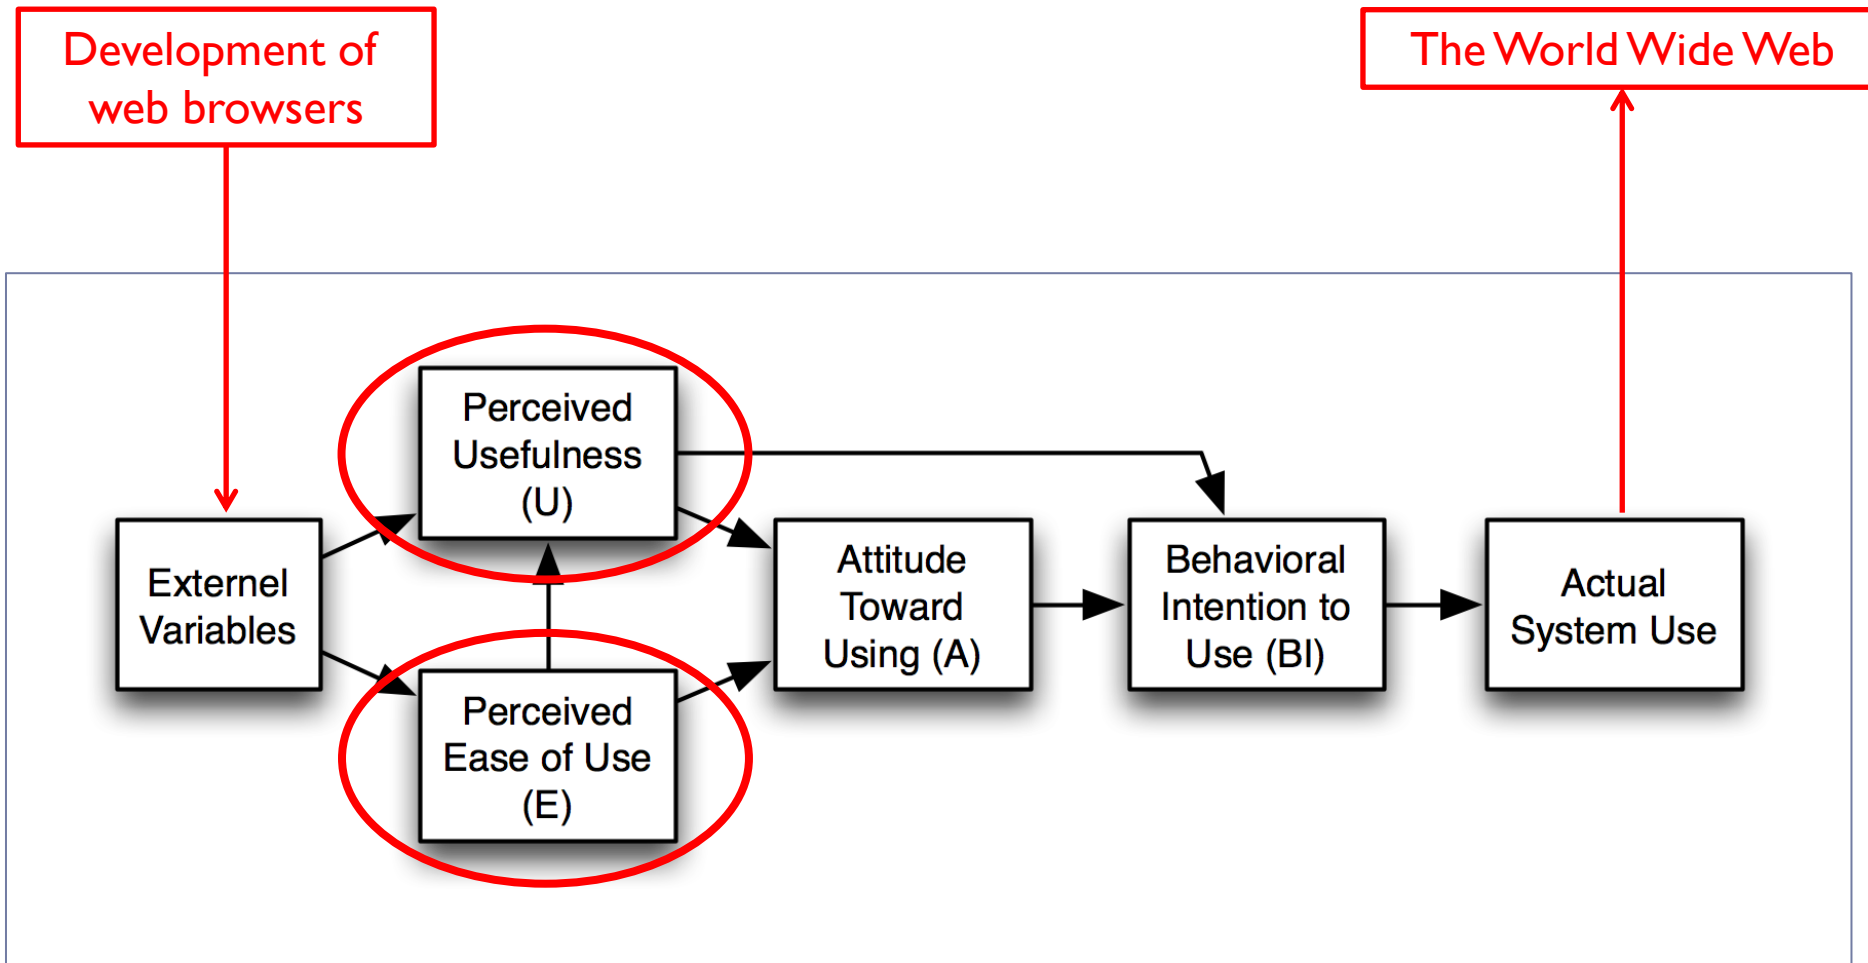 Development of
web browsers
The World Wide Web
Perceived
Usefulness
(U)
Externel
Variables
Perceived
Ease of Use
(E)
Attitude
Toward
Using (A)
Behavioral
Intention to
Use (BI)
Actual
System Use